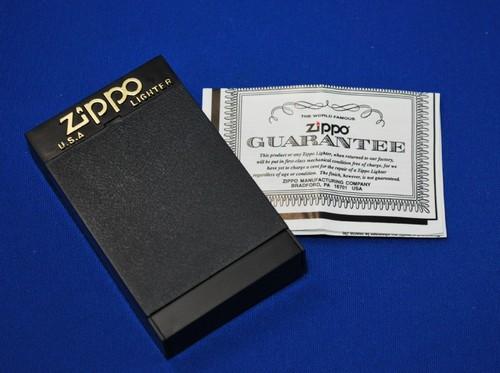 zippo
U.S.A LIGHTER
THE WORLD FAMOUS
Zippo
GUARANTEE
This product or any Zippo Lighter, when returned to our factory,
will be put in first-class mechanical condition free of charge, for we
have yet to charge a cent for the repair of a Zippo Lighter
regardless of age or condition. The finish, however, is not guaranteed.
ZIPPO MANUFACTURING COMPANY
BRADFORD, PA 16701 USA